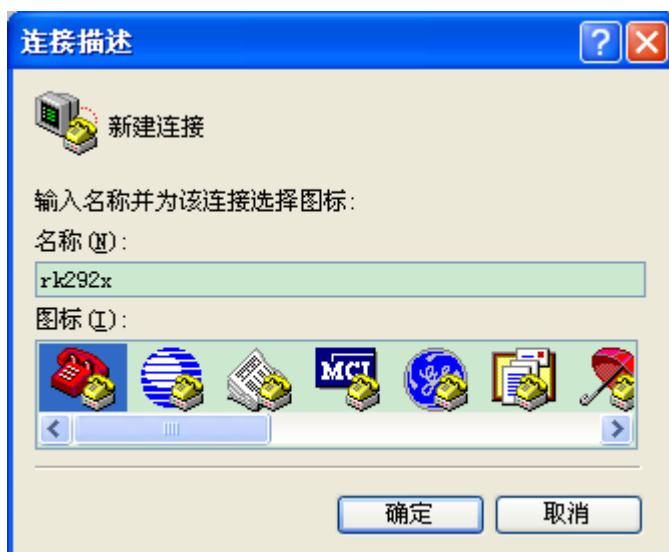 连接描述
新建连接
输入名称并为该连接选择图标:
名称(N):
rk292x
图标(I):
MCI
确定 取消